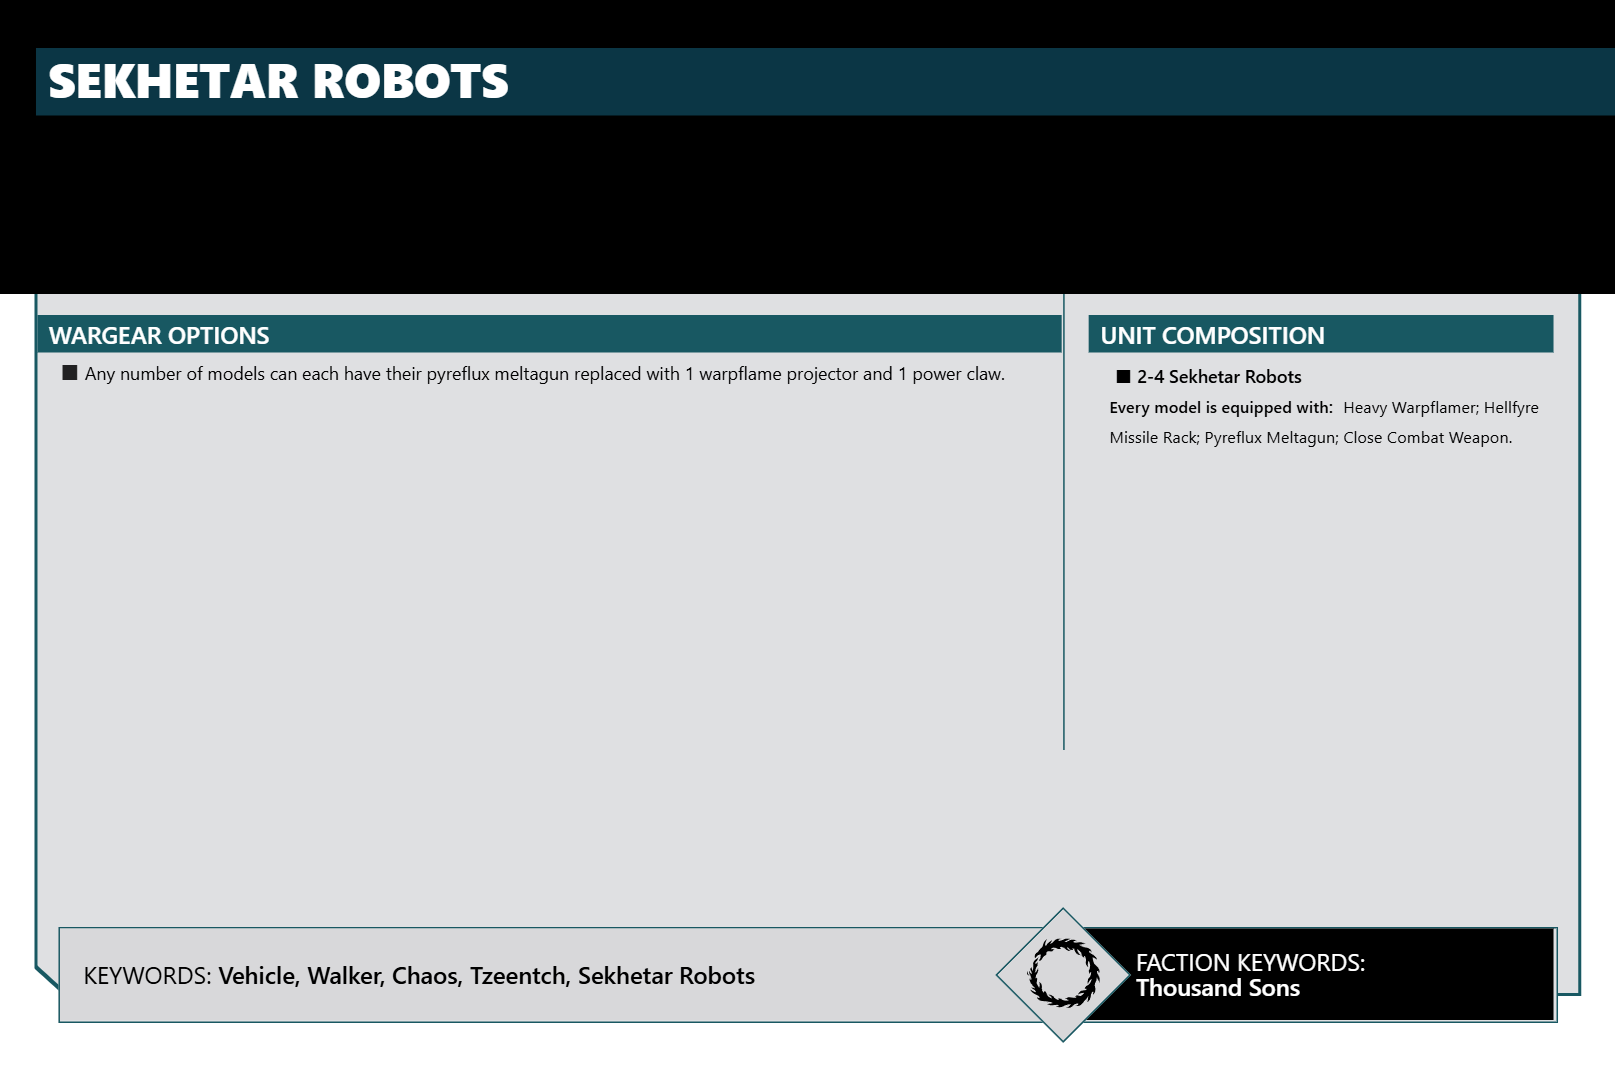 SEKHETAR ROBOTS
WARGEAR OPTIONS
■ Any number of models can each have their pyreflux meltagun replaced with 1 warpflame projector and 1 power claw.
UNIT COMPOSITION
■ 2-4 Sekhetar Robots
Every model is equipped with: Heavy Warpflamer; Hellfyre
Missile Rack; Pyreflux Meltagun; Close Combat Weapon.
KEYWORDS: Vehicle, Walker, Chaos, Tzeentch, Sekhetar Robots
FACTION KEYWORDS:
Thousand Sons